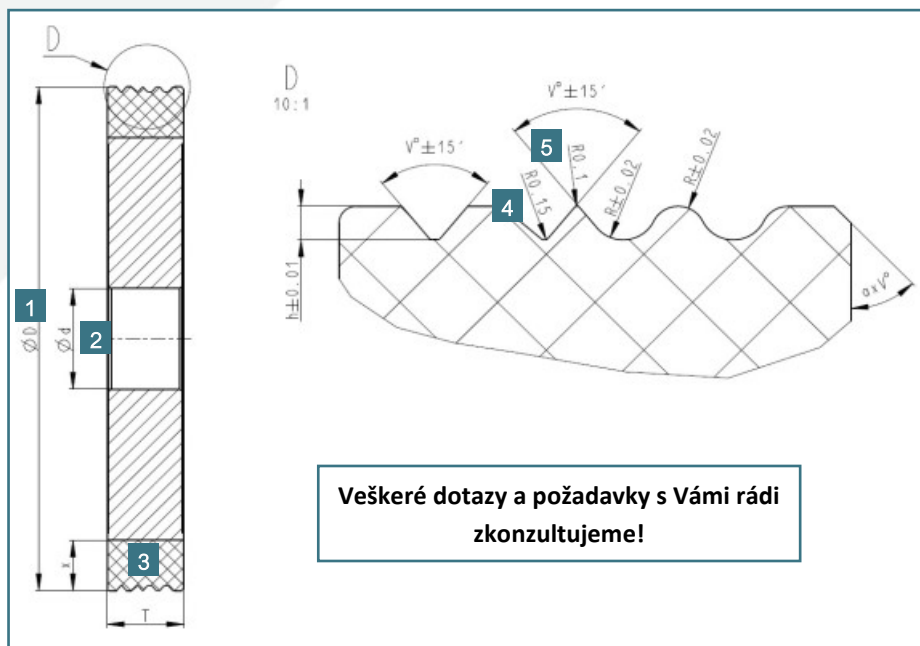 D
1
ØD
2
Ød
3
x
T
D
10:1
V°±15´
V°±15´
5
4
R0.15
R0.1
R±0.02
R±0.02
h±0.01
axV°
Veškeré dotazy a požadavky s Vámi rádi
zkonzultujeme!